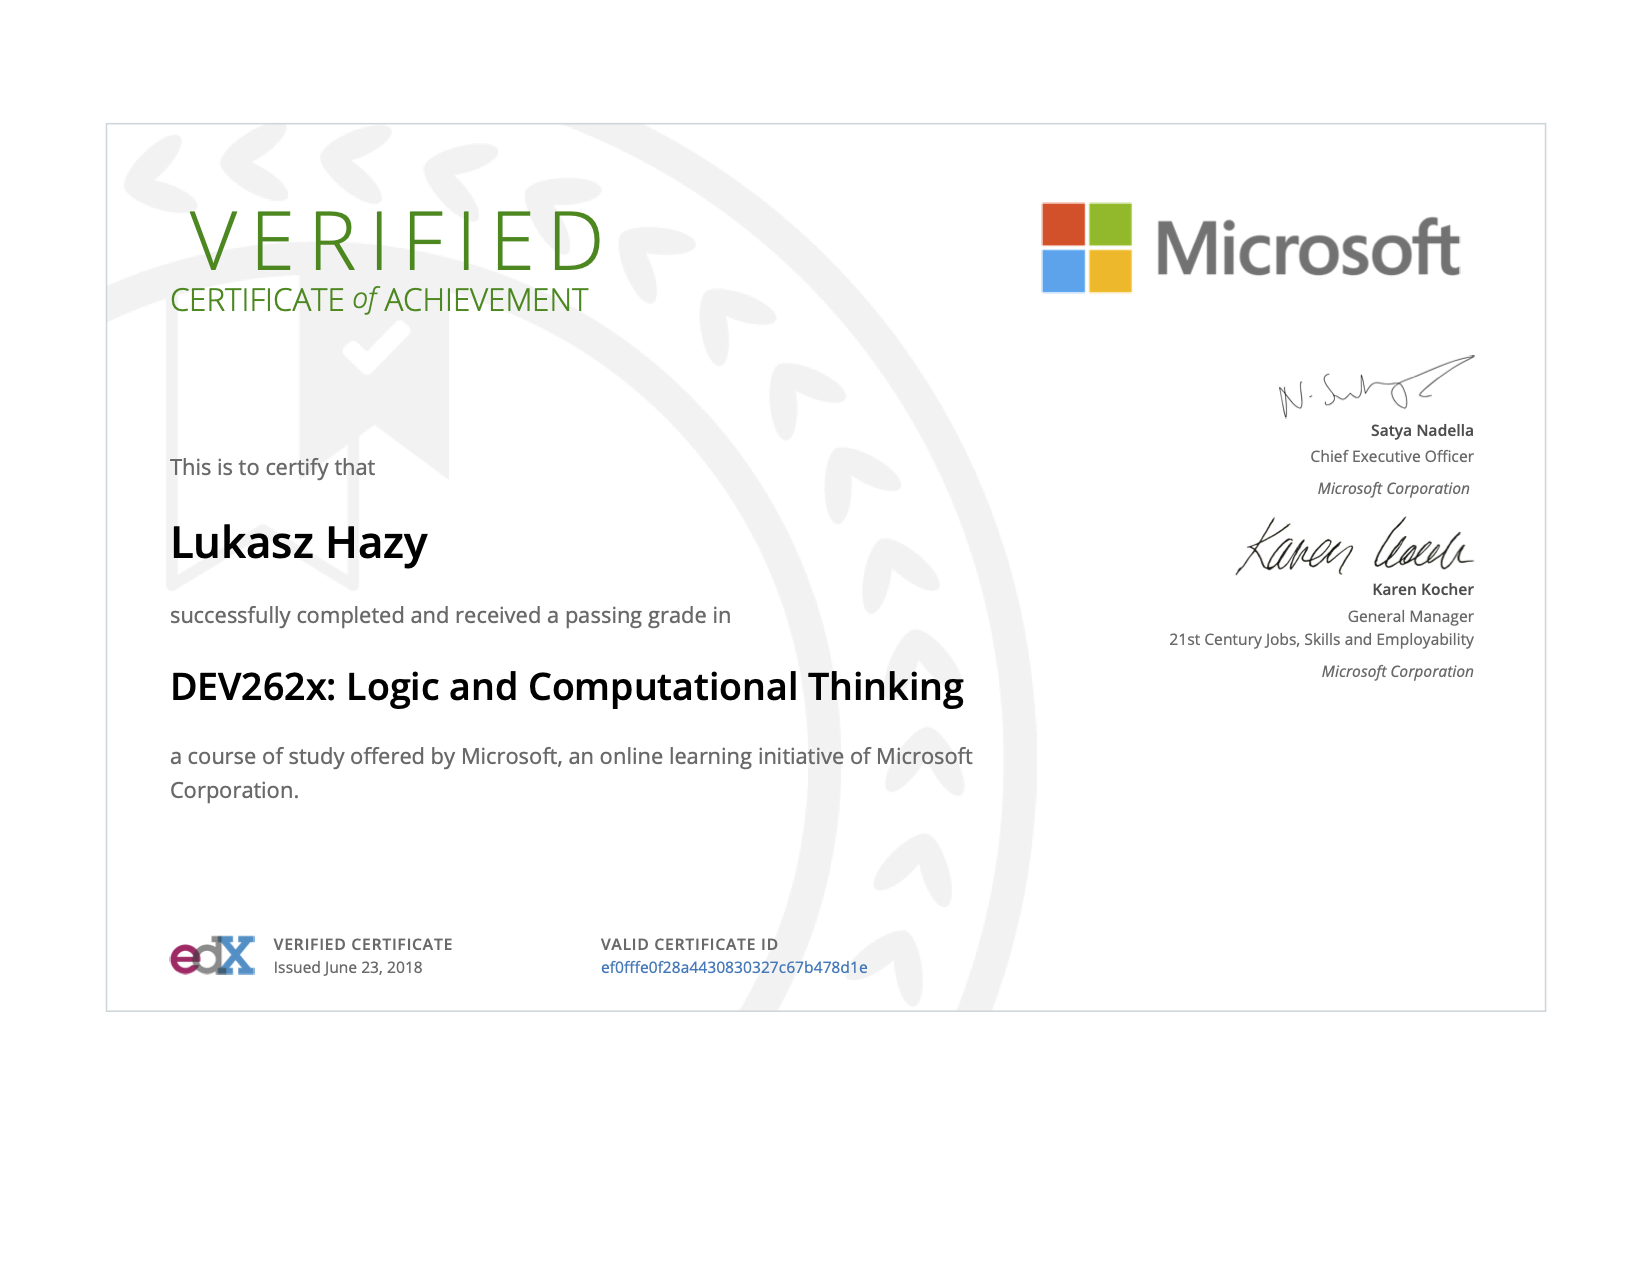 VERIFIED
CERTIFICATE of ACHIEVEMENT
Microsoft
Satya Nadella
Chief Executive Officer
Microsoft Corporation
Karen Kocher
General Manager
21st Century Jobs, Skills and Employability
Microsoft Corporation
This is to certify that
Lukasz Hazy
successfully completed and received a passing grade in
DEV262x: Logic and Computational Thinking
a course of study offered by Microsoft, an online learning initiative of Microsoft
Corporation.
edX
VERIFIED CERTIFICATE
Issued June 23, 2018
VALID CERTIFICATE ID
ef0fffe0f28a4430830327c67b478d1e